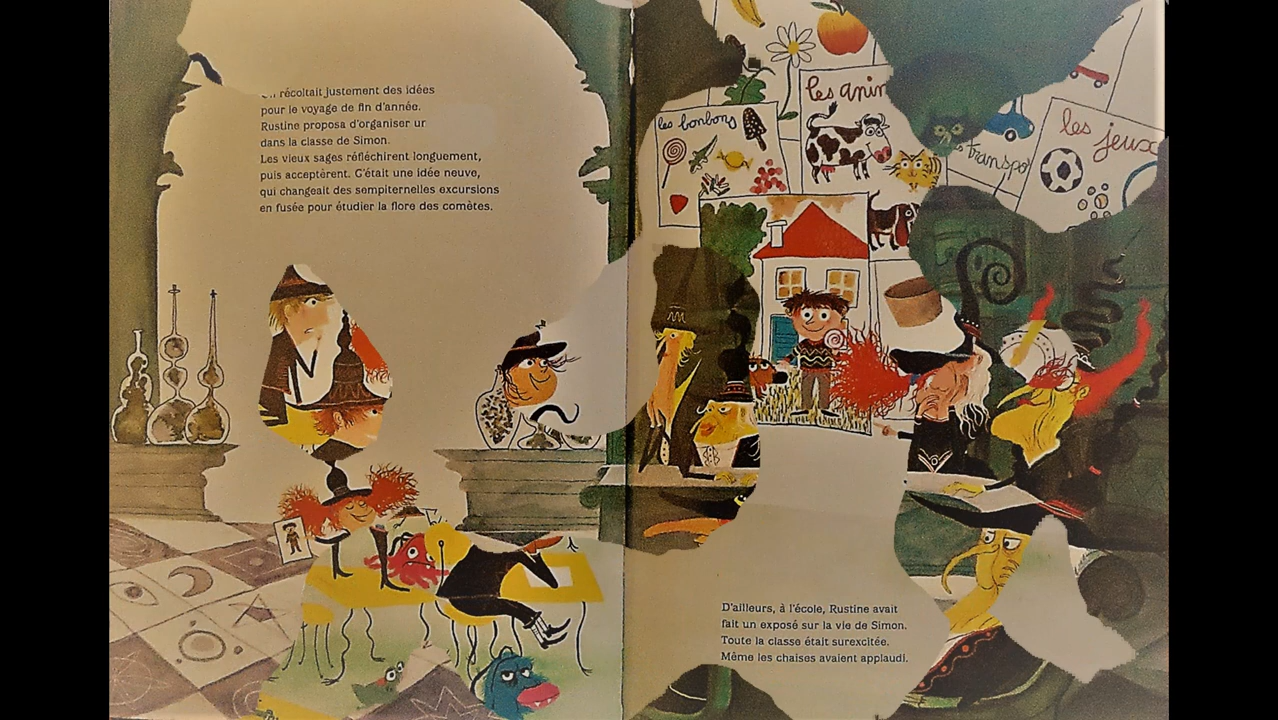 récoltait justement des idées
pour le voyage de fin d'année.
Rustine proposa d'organiser un
dans la classe de Simon.
Les vieux sages réfléchirent longuement,
puis acceptèrent. C'était une idée neuve,
qui changeait des sempiternelles excursions
en fusée pour étudier la flore des comètes.
les bonbons
les anim
transpo
les jeux
D'ailleurs, à l'école, Rustine avait
fait un exposé sur la vie de Simon.
Toute la classe était surexcitée.
Même les chaises avaient applaudi.